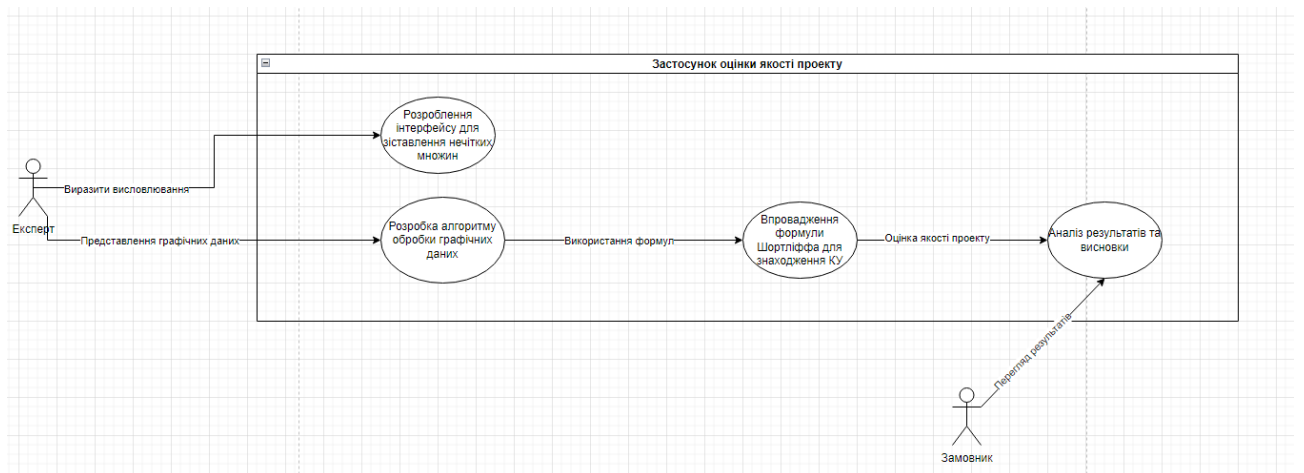 Застосунок оцінки якості проекту
Розроблення
інтерфейсу для
зіставлення нечітких
множин
Виразити висловлювання
Експерт
Представлення графічних даних
Розробка алгоритму
обробки графічних
даних
Використання формул
Впровадження
формули
Шортліффа для
знаходження КУ
Оцінка якості проекту
Аналіз результатів та
висновки
Перегляд результатів
Замовник